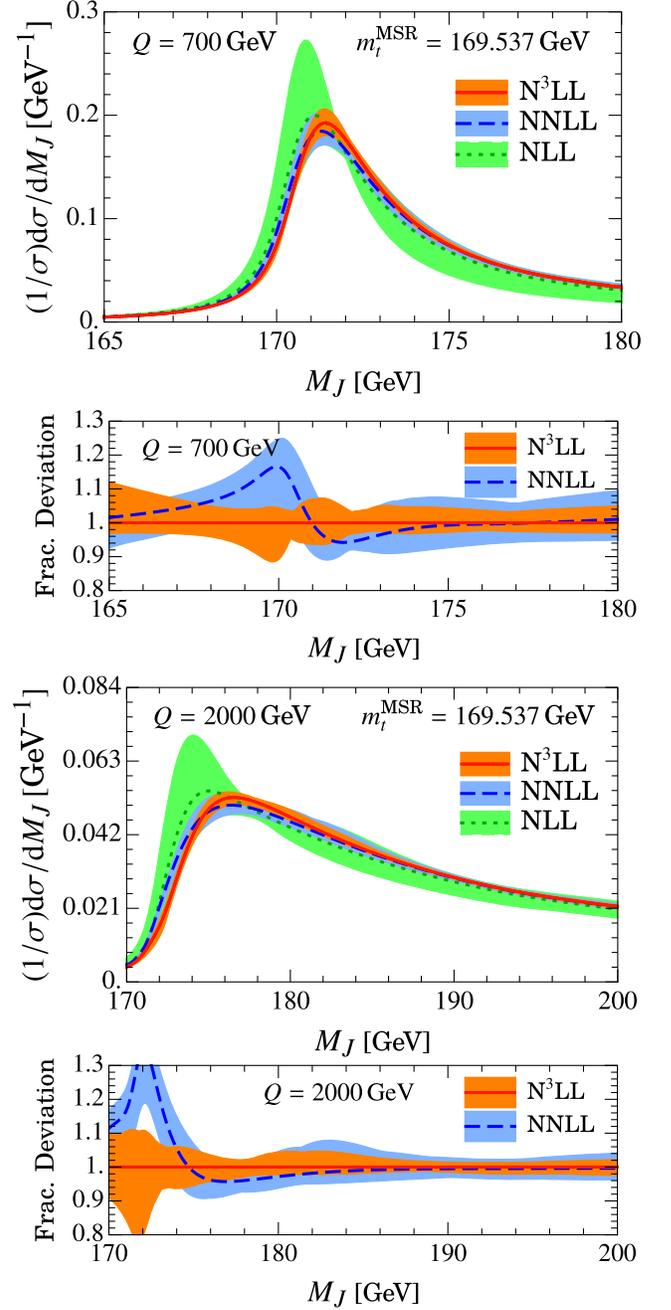 0.3
Q = 700 GeV m_t^MSR = 169.537 GeV
N³LL
NNLL
NLL
0.2
0.1
0.
(1/σ)dσ/dM_J [GeV⁻¹]
165 170 175 180
M_J [GeV]
1.3
Q = 700 GeV
N³LL
NNLL
1.2
1.1
1.
0.9
0.8
Frac. Deviation
165 170 175 180
M_J [GeV]
0.084
Q = 2000 GeV m_t^MSR = 169.537 GeV
N³LL
NNLL
NLL
0.063
0.042
0.021
0.
(1/σ)dσ/dM_J [GeV⁻¹]
170 180 190 200
M_J [GeV]
1.3
Q = 2000 GeV
N³LL
NNLL
1.2
1.1
1.
0.9
0.8
Frac. Deviation
170 180 190 200
M_J [GeV]